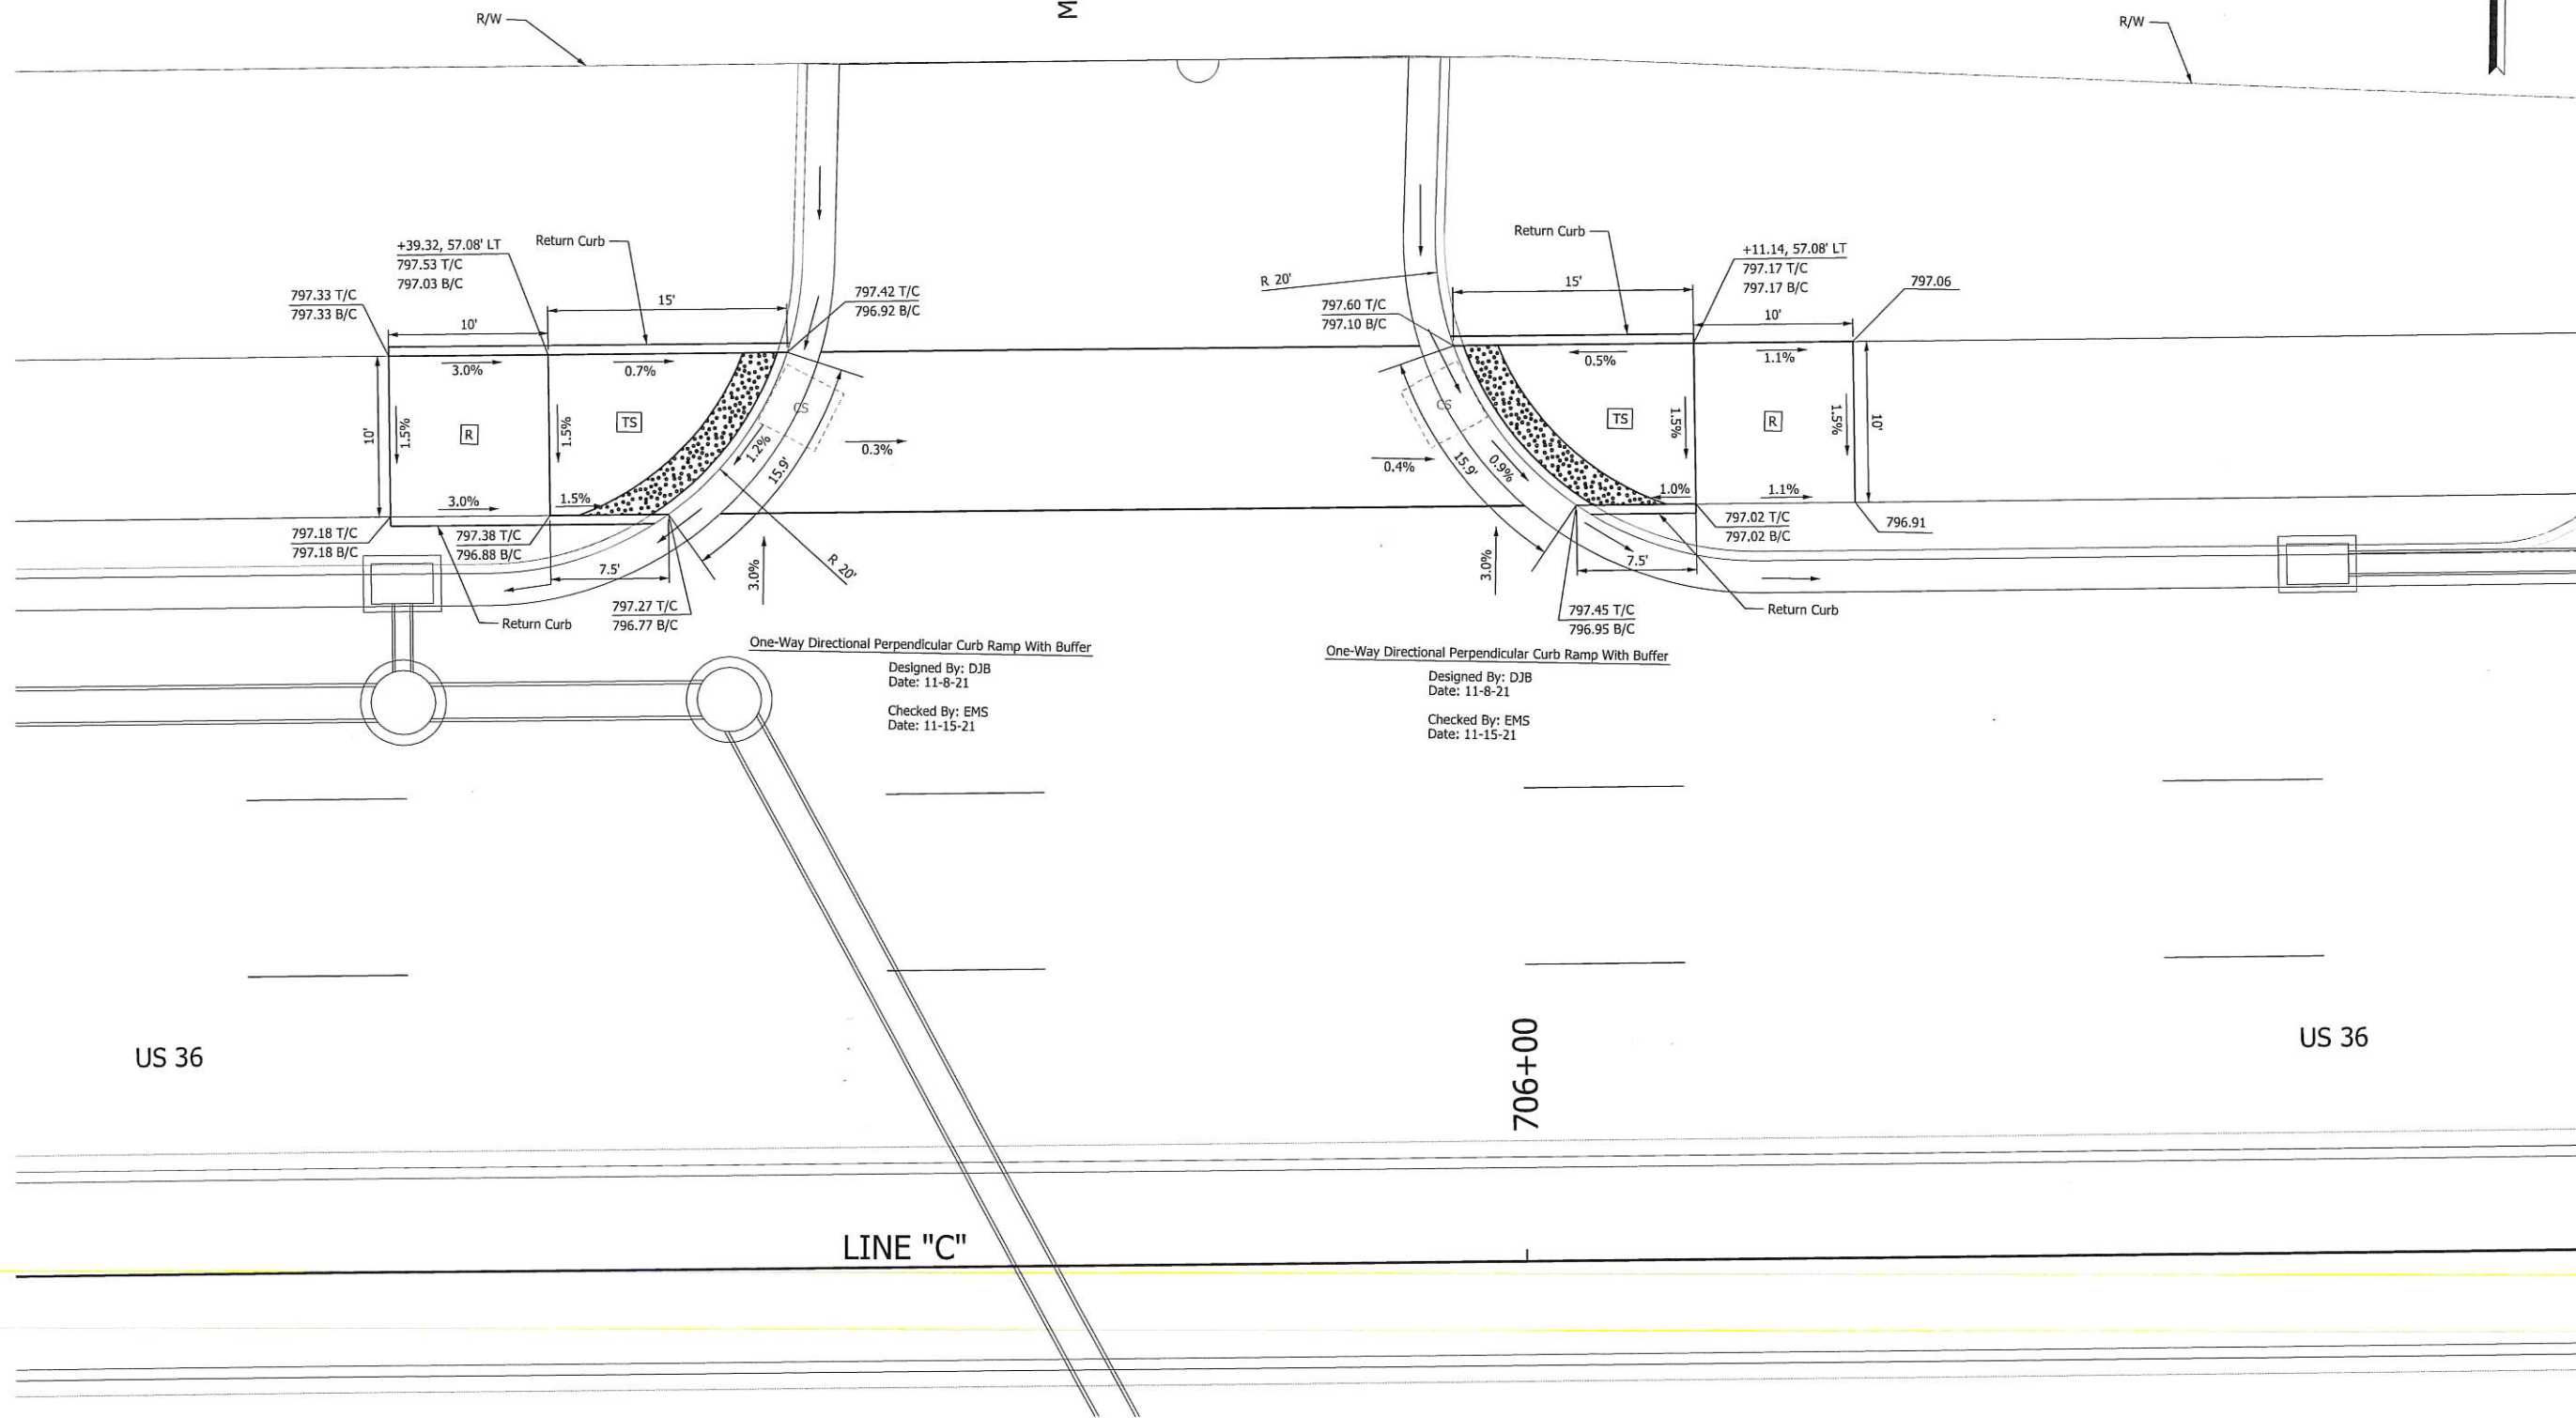 R/W
M
R/W
+39.32, 57.08' LT
797.53 T/C
797.03 B/C
Return Curb
797.33 T/C
797.33 B/C
10'
15'
797.42 T/C
796.92 B/C
R 20'
797.60 T/C
797.10 B/C
Return Curb
15'
+11.14, 57.08' LT
797.17 T/C
797.17 B/C
10'
797.06
3.0%
0.7%
10'
1.5%
R
1.5%
TS
CS
1.2%
15.9'
0.3%
3.0%
1.5%
0.5%
1.1%
CS
0.4%
15.9'
0.9%
TS
1.5%
R
1.5%
10'
1.0%
1.1%
797.18 T/C
797.18 B/C
797.38 T/C
796.88 B/C
7.5'
797.27 T/C
796.77 B/C
Return Curb
3.0%
R 20'
3.0%
7.5'
797.45 T/C
796.95 B/C
797.02 T/C
797.02 B/C
796.91
Return Curb
One-Way Directional Perpendicular Curb Ramp With Buffer
Designed By: DJB
Date: 11-8-21
Checked By: EMS
Date: 11-15-21
One-Way Directional Perpendicular Curb Ramp With Buffer
Designed By: DJB
Date: 11-8-21
Checked By: EMS
Date: 11-15-21
US 36
706+00
US 36
LINE "C"